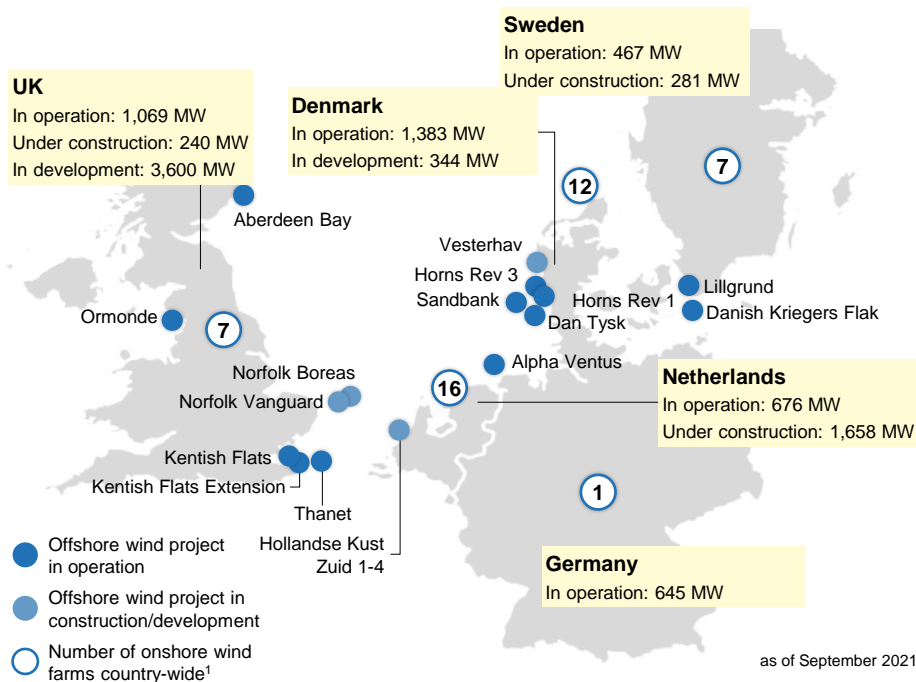 Sweden
In operation: 467 MW
Under construction: 281 MW
UK
In operation: 1,069 MW
Under construction: 240 MW
In development: 3,600 MW
Denmark
In operation: 1,383 MW
In development: 344 MW
7
12
Aberdeen Bay
Vesterhav
Horns Rev 3
Sandbank
Horns Rev 1
Dan Tysk
Lillgrund
Danish Kriegers Flak
Ormonde
7
Alpha Ventus
Norfolk Boreas
Norfolk Vanguard
16
Netherlands
In operation: 676 MW
Under construction: 1,658 MW
Kentish Flats
Kentish Flats Extension
Thanet
1
Hollandse Kust
Zuid 1-4
Germany
In operation: 645 MW
Offshore wind project
in operation
Offshore wind project in
construction/development
Number of onshore wind
farms country-wide¹
as of September 2021